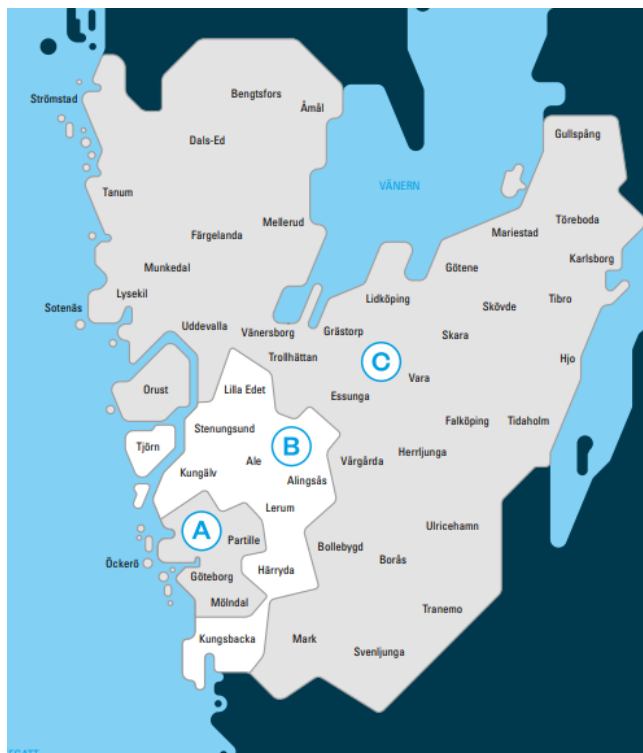 Bengtsfors
Strömstad
Åmål
Gullspång
Dals-Ed
VÄNERN
Tanum
Mellerud
Töreboda
Färgelanda
Mariestad
Karlsborg
Munkedal
Götene
Lysekil
Lidköping
Tibro
Sotenäs
Skövde
Uddevalla
Vänersborg
Grästorp
Skara
Trollhättan
C
Hjo
Vara
Orust
Lilla Edet
Essunga
Stenungsund
Falköping
Tidaholm
Tjörn
B
Herrljunga
Ale
Vårgårda
Kungälv
Alingsås
Lerum
A
Ulricehamn
Partille
Bollebygd
Öckerö
Borås
Härryda
Göteborg
Mölndal
Tranemo
Kungsbacka
Mark
Svenljunga